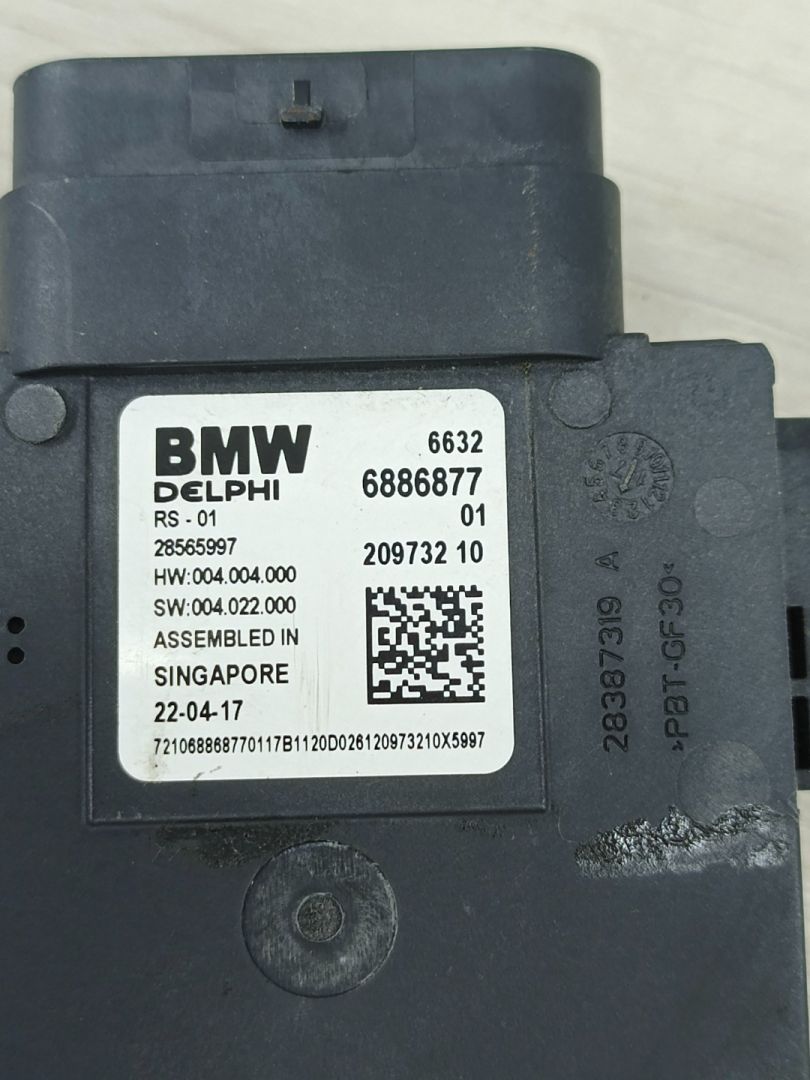 BMW
DELPHI
RS - 01
28565997
HW:004.004.000
SW:004.022.000
ASSEMBLED IN
SINGAPORE
22-04-17
6632
6886877
01
209732 10
721068868770117B1120D026120973210X5997
28387319 A
>PBT-GF30<